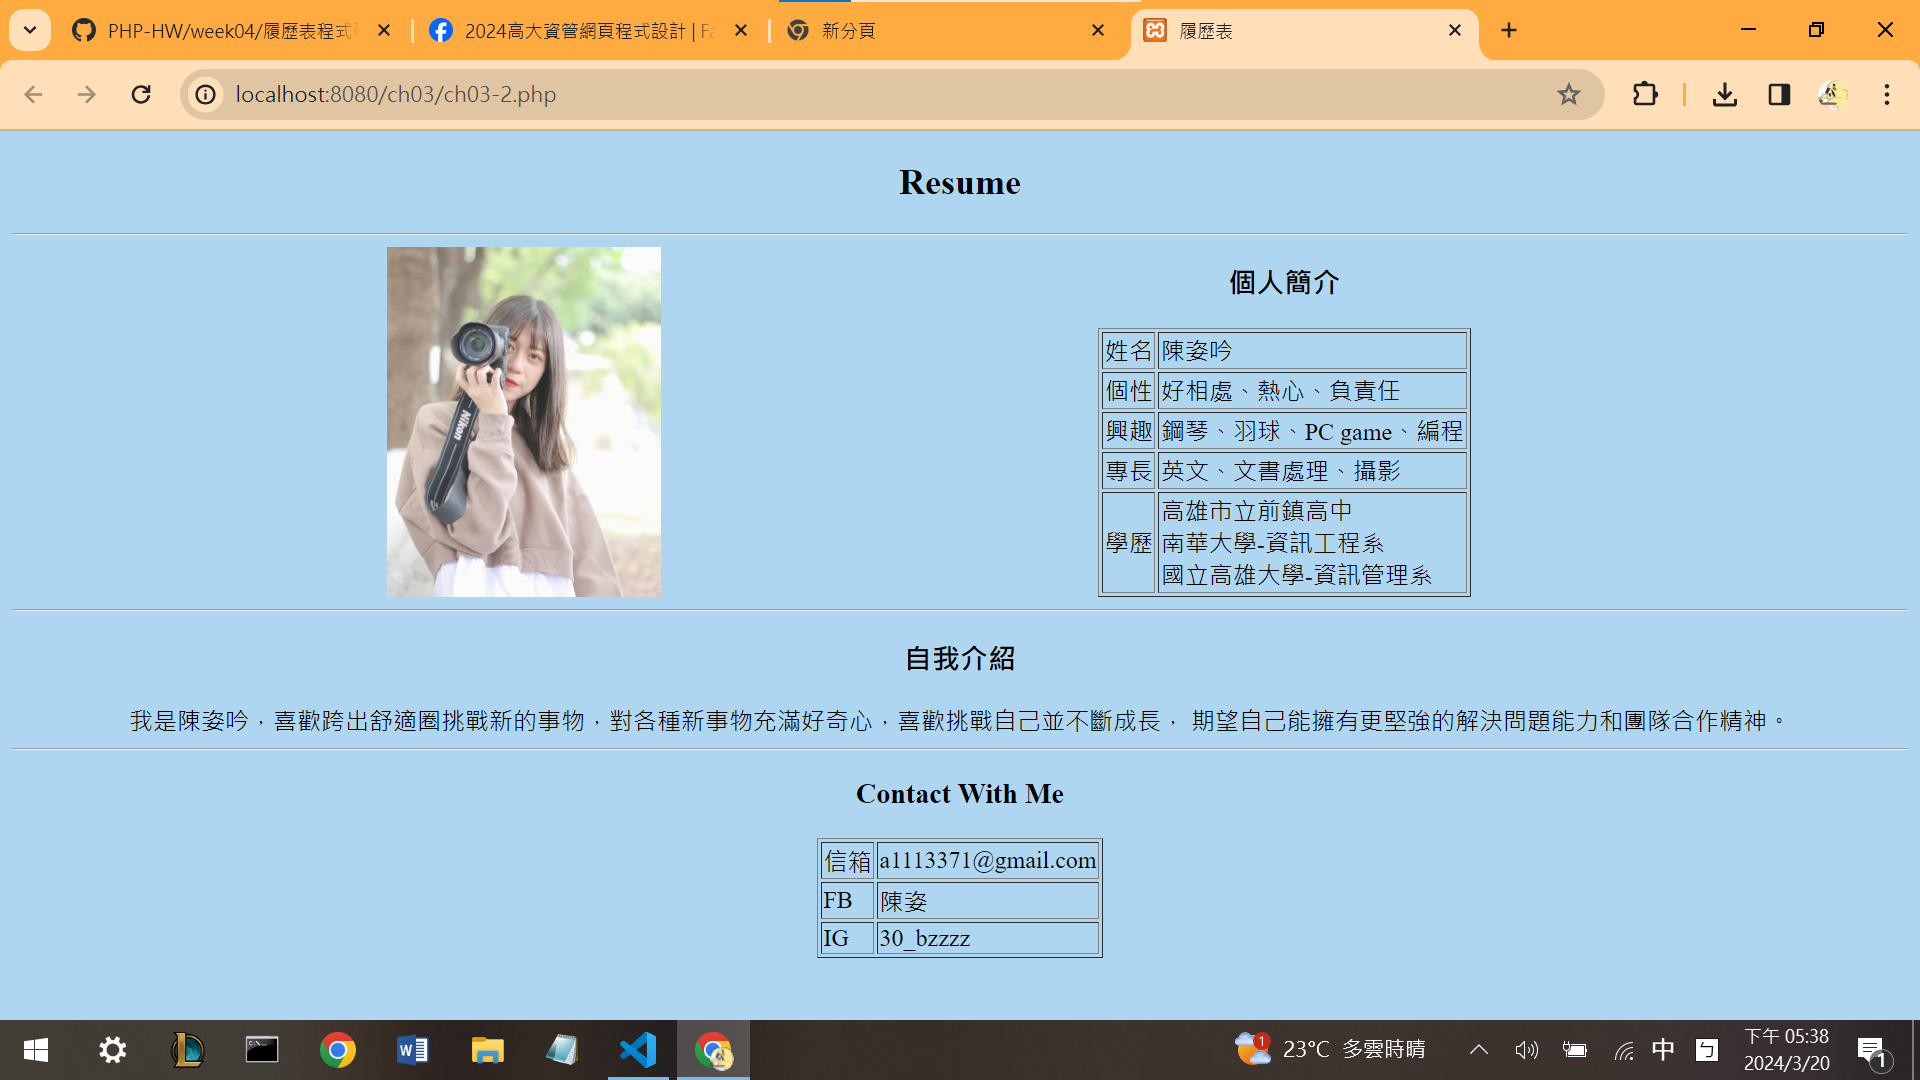 PHP-HW/week04/履歷表程式
2024高大資管網頁程式設計 | Fa
新分頁
履歷表
localhost:8080/ch03/ch03-2.php
Resume
Nikon
個人簡介
姓名 陳姿吟
個性 好相處、熱心、負責任
興趣 鋼琴、羽球、PC game、編程
專長 英文、文書處理、攝影
學歷 高雄市立前鎮高中
南華大學-資訊工程系
國立高雄大學-資訊管理系
自我介紹
我是陳姿吟，喜歡跨出舒適圈挑戰新的事物，對各種新事物充滿好奇心，喜歡挑戰自己並不斷成長， 期望自己能擁有更堅強的解決問題能力和團隊合作精神。
Contact With Me
信箱 a1113371@gmail.com
FB 陳姿
IG 30_bzzzz
1 23°C 多雲時晴
中
ㄅ
下午 05:38
2024/3/20
1